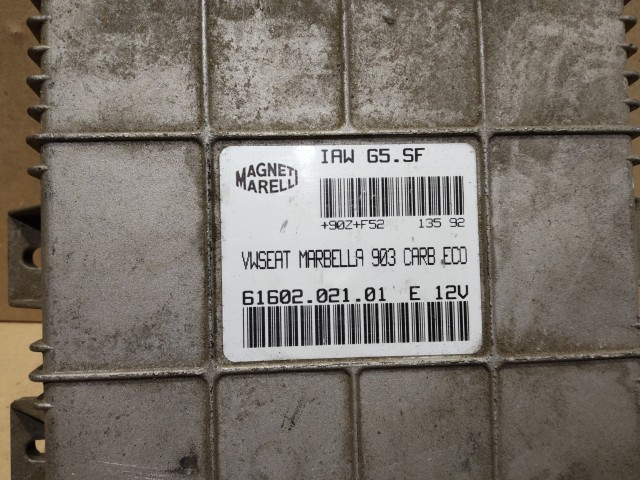 IAW G5.SF
MAGNETI
MARELLI
+90Z+F52 135 92
VWSEAT MARBELLA 903 CARB ECO
61602.021.01 E 12V